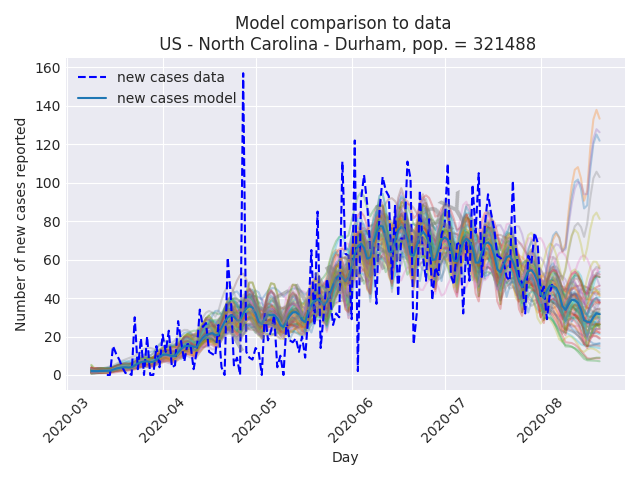 Model comparison to data
US - North Carolina - Durham, pop. = 321488
new cases data
new cases model
Number of new cases reported
160
140
120
100
80
60
40
20
0
2020-03
2020-04
2020-05
2020-06
2020-07
2020-08
Day